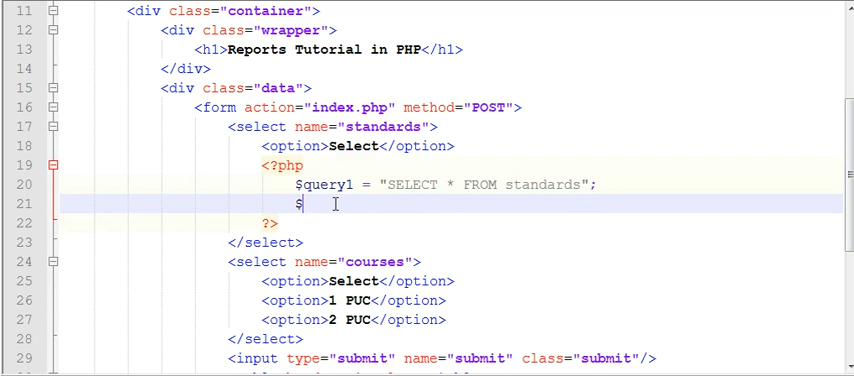 11 <div class="container">
12 <div class="wrapper">
13 <h1>Reports Tutorial in PHP</h1>
14 </div>
15 <div class="data">
16 <form action="index.php" method="POST">
17 <select name="standards">
18 <option>Select</option>
19 <?php
20 $query1 = "SELECT * FROM standards";
21 $
22 ?>
23 </select>
24 <select name="courses">
25 <option>Select</option>
26 <option>1 PUC</option>
27 <option>2 PUC</option>
28 </select>
29 <input type="submit" name="submit" class="submit"/>